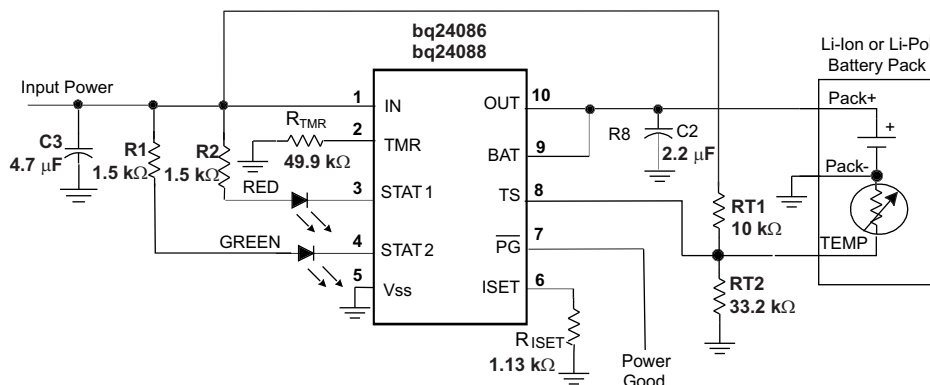 bq24086
bq24088
Li-Ion or Li-Pol
Battery Pack
Input Power
1
IN
OUT
10
Pack+
+
RTMR
2
TMR
49.9 kΩ
C3
4.7 μF
R1
1.5 kΩ
R2
1.5 kΩ
R8
C2
2.2 μF
BAT
9
Pack-
RED
3
STAT1
TS
8
RT1
10 kΩ
TEMP
GREEN
4
STAT2
PG
7
5
Vss
ISET
6
RT2
33.2 kΩ
RISET
1.13 kΩ
Power
Good